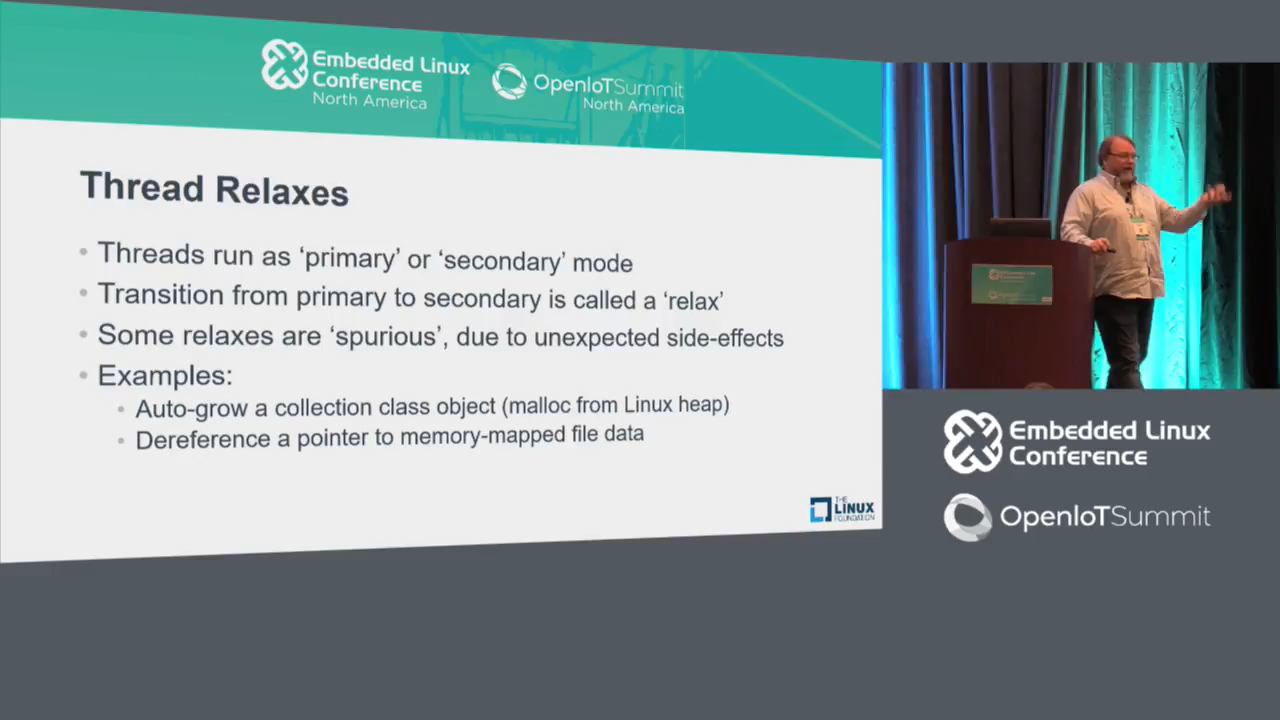 Embedded Linux
Conference
North America
OpenIoTSummit
North America
Thread Relaxes
• Threads run as ‘primary’ or ‘secondary’ mode
• Transition from primary to secondary is called a ‘relax’
• Some relaxes are ‘spurious’, due to unexpected side-effects
• Examples:
• Auto-grow a collection class object (malloc from Linux heap)
• Dereference a pointer to memory-mapped file data
THE
LINUX
FOUNDATION
Embedded Linux
Conference
OpenIoTSummit